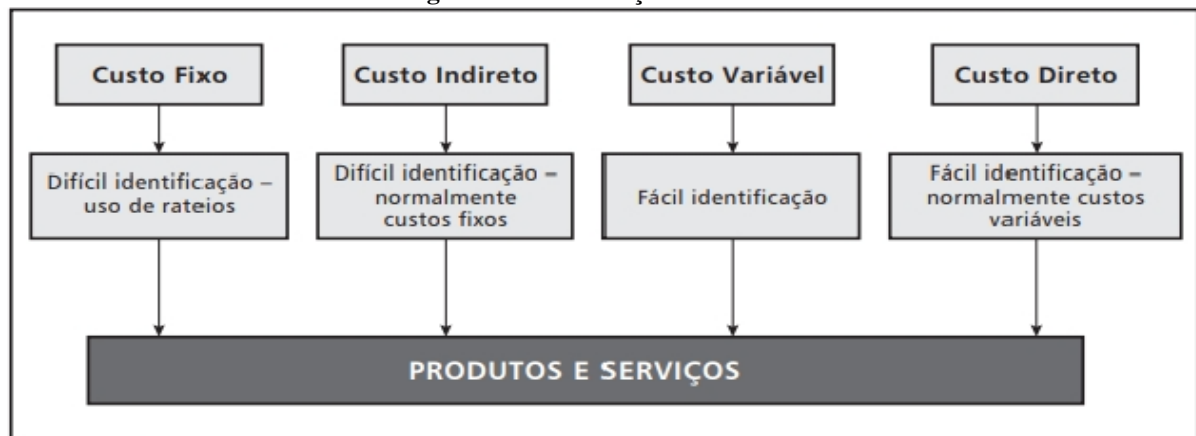 Custo Fixo
Custo Indireto
Custo Variável
Custo Direto
Difícil identificação –
uso de rateios
Difícil identificação –
normalmente
custos fixos
Fácil identificação
Fácil identificação –
normalmente custos
variáveis
PRODUTOS E SERVIÇOS